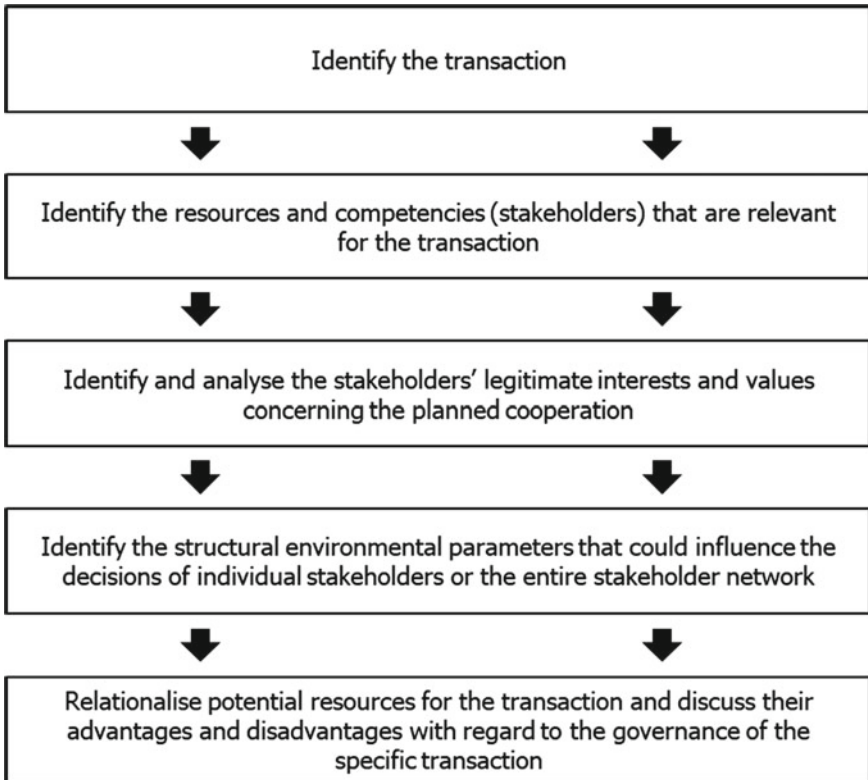 Identify the transaction
Identify the resources and competencies (stakeholders) that are relevant
for the transaction
Identify and analyse the stakeholders' legitimate interests and values
concerning the planned cooperation
Identify the structural environmental parameters that could influence the
decisions of individual stakeholders or the entire stakeholder network
Relationalise potential resources for the transaction and discuss their
advantages and disadvantages with regard to the governance of the
specific transaction